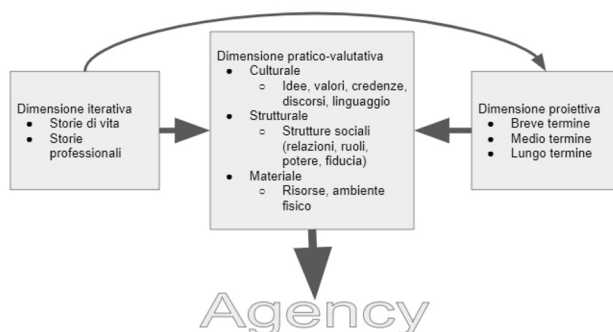 Dimensione iterativa
● Storie di vita
● Storie
professionali
Dimensione pratico-valutativa
● Culturale
○ Idee, valori, credenze,
discorsi, linguaggio
● Strutturale
○ Strutture sociali
(relazioni, ruoli,
potere, fiducia)
● Materiale
○ Risorse, ambiente
fisico
Dimensione proiettiva
● Breve termine
● Medio termine
● Lungo termine
Agency